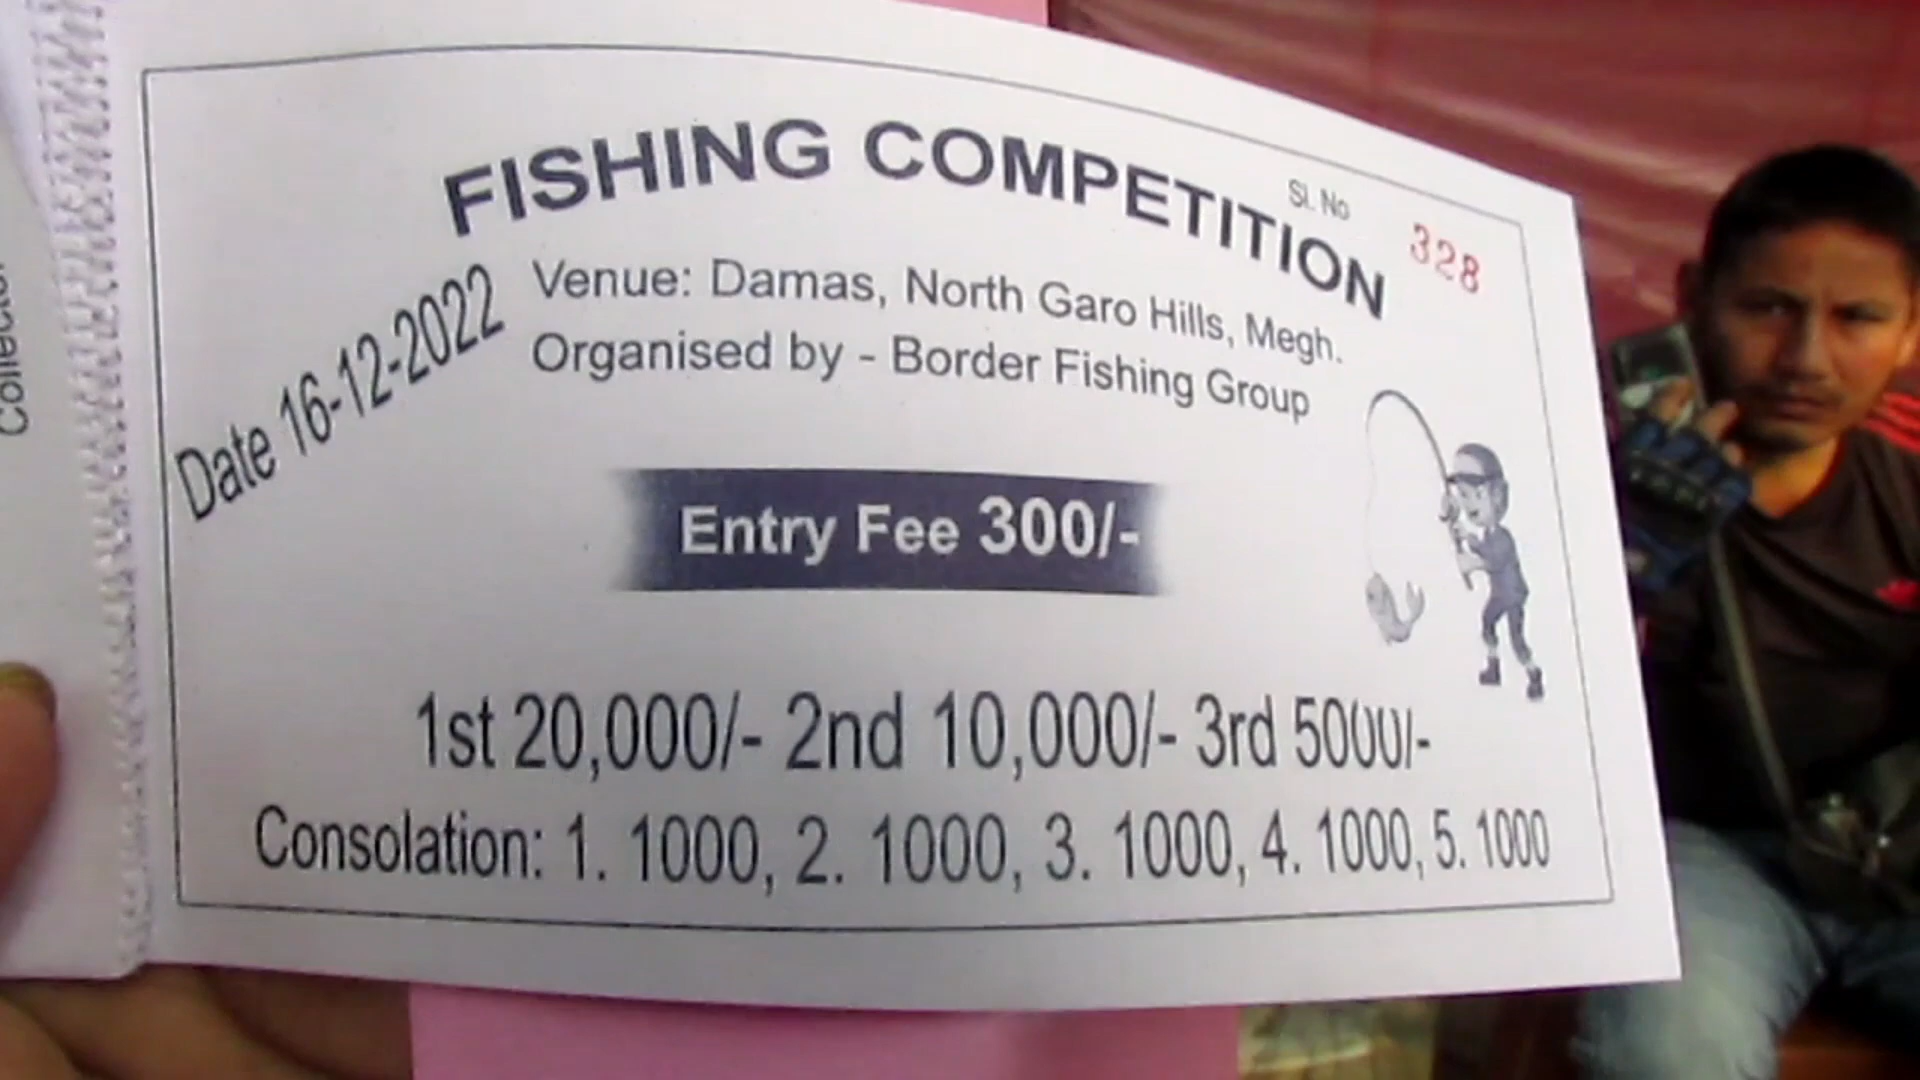 FISHING COMPETITION
Sl. No 328
Date 16-12-2022
Venue: Damas, North Garo Hills, Megh.
Organised by - Border Fishing Group
Entry Fee 300/-
1st 20,000/- 2nd 10,000/- 3rd 5000/-
Consolation: 1. 1000, 2. 1000, 3. 1000, 4. 1000, 5. 1000